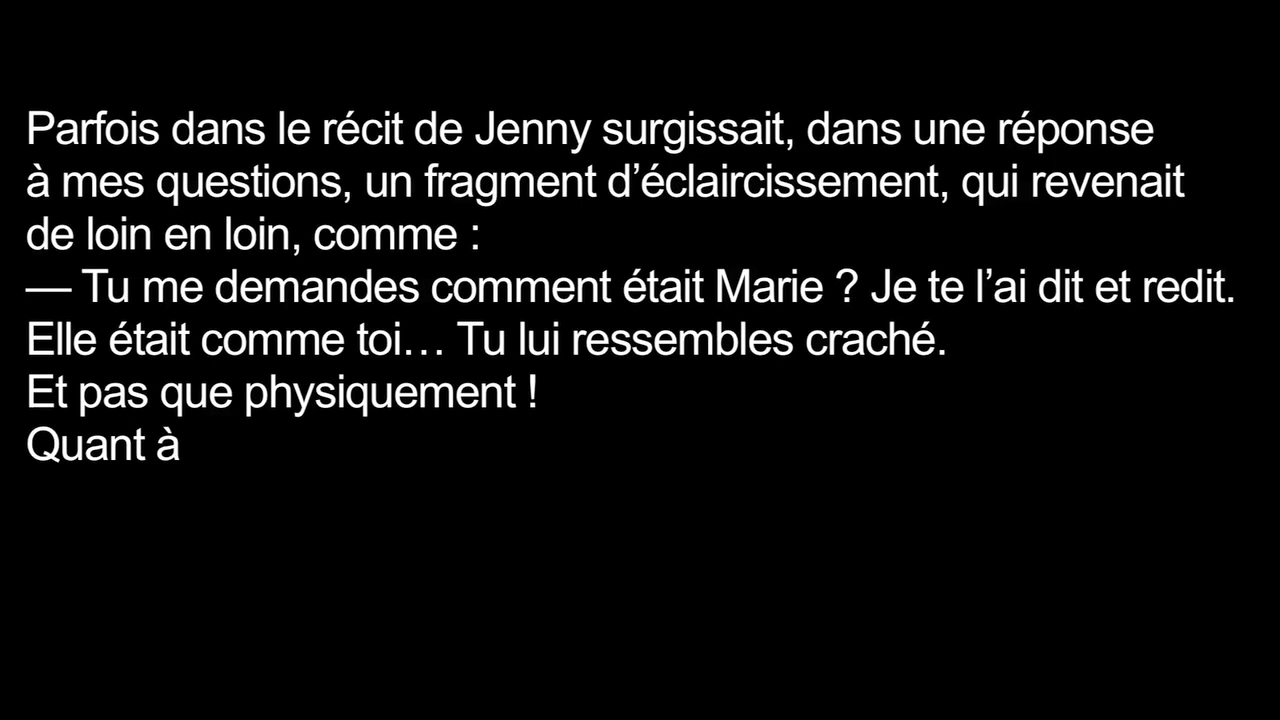 Parfois dans le récit de Jenny surgissait, dans une réponse
à mes questions, un fragment d’éclaircissement, qui revenait
de loin en loin, comme :
— Tu me demandes comment était Marie ? Je te l’ai dit et redit.
Elle était comme toi… Tu lui ressembles craché.
Et pas que physiquement !
Quant à